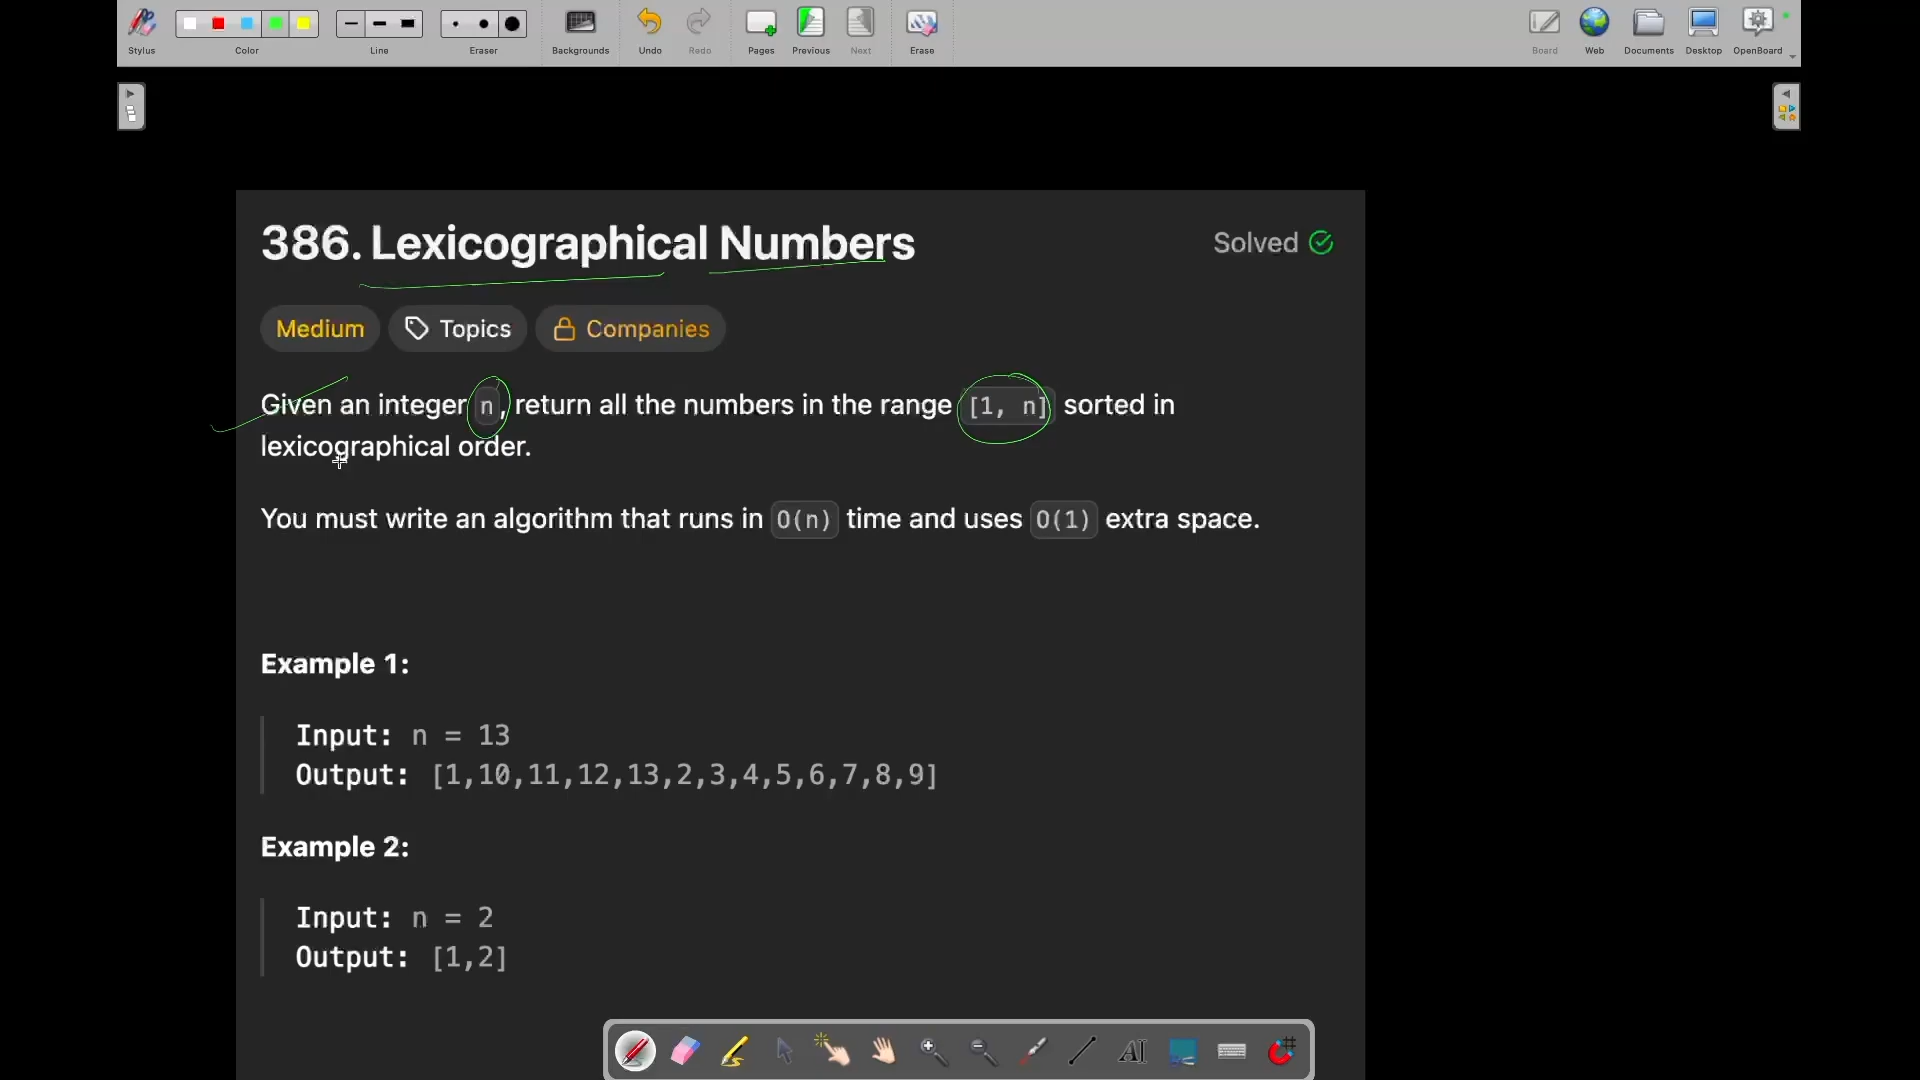 Stylus Color Line Eraser Backgrounds Undo Redo Pages Previous Next Erase Board Web Documents Desktop OpenBoard
386. Lexicographical Numbers
Solved
Medium Topics Companies
Given an integer n, return all the numbers in the range [1, n] sorted in
lexicographical order.
You must write an algorithm that runs in O(n) time and uses O(1) extra space.
Example 1:
Input: n = 13
Output: [1,10,11,12,13,2,3,4,5,6,7,8,9]
Example 2:
Input: n = 2
Output: [1,2]
AI